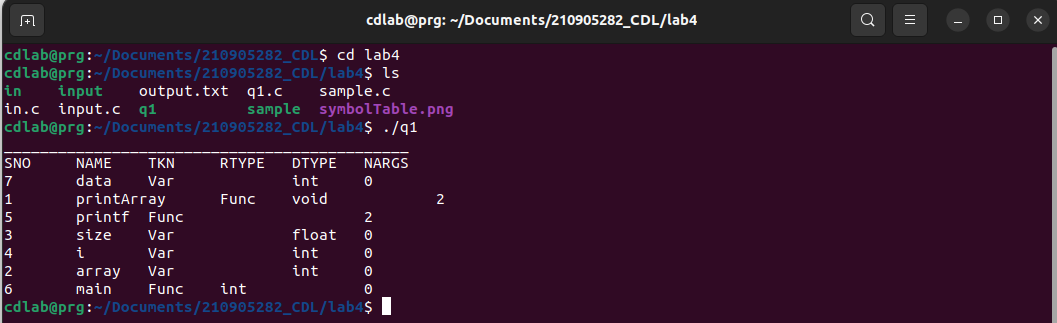 cdlab@prg: ~/Documents/210905282_CDL/lab4
cdlab@prg:~/Documents/210905282_CDL$ cd lab4
cdlab@prg:~/Documents/210905282_CDL/lab4$ ls
in    input    output.txt  q1.c    sample.c
in.c  input.c  q1          sample  symbolTable.png
cdlab@prg:~/Documents/210905282_CDL/lab4$ ./q1
_____________________________________________
SNO     NAME    TKN     RTYPE   DTYPE   NARGS
7       data    Var             int     0
1       printArray      Func    void            2
5       printf  Func                    2
3       size    Var             float   0
4       i       Var             int     0
2       array   Var             int     0
6       main    Func    int             0
cdlab@prg:~/Documents/210905282_CDL/lab4$